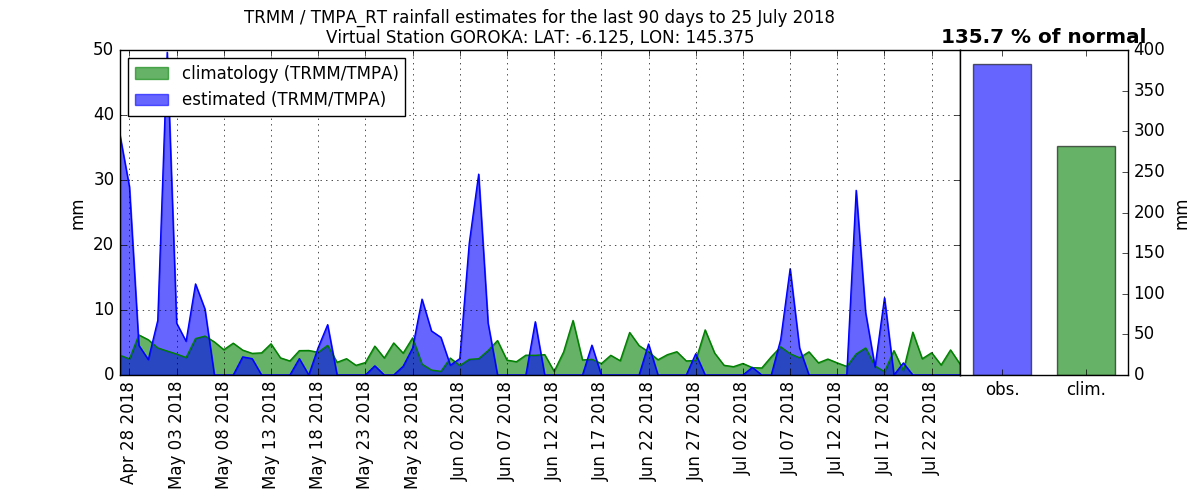 TRMM / TMPA_RT rainfall estimates for the last 90 days to 25 July 2018
Virtual Station GOROKA: LAT: -6.125, LON: 145.375
135.7 % of normal
climatology (TRMM/TMPA)
estimated (TRMM/TMPA)
50
40
30
20
10
0
mm
400
350
300
250
200
150
100
50
0
mm
Apr 28 2018
May 03 2018
May 08 2018
May 13 2018
May 18 2018
May 23 2018
May 28 2018
Jun 02 2018
Jun 07 2018
Jun 12 2018
Jun 17 2018
Jun 22 2018
Jun 27 2018
Jul 02 2018
Jul 07 2018
Jul 12 2018
Jul 17 2018
Jul 22 2018
obs.
clim.